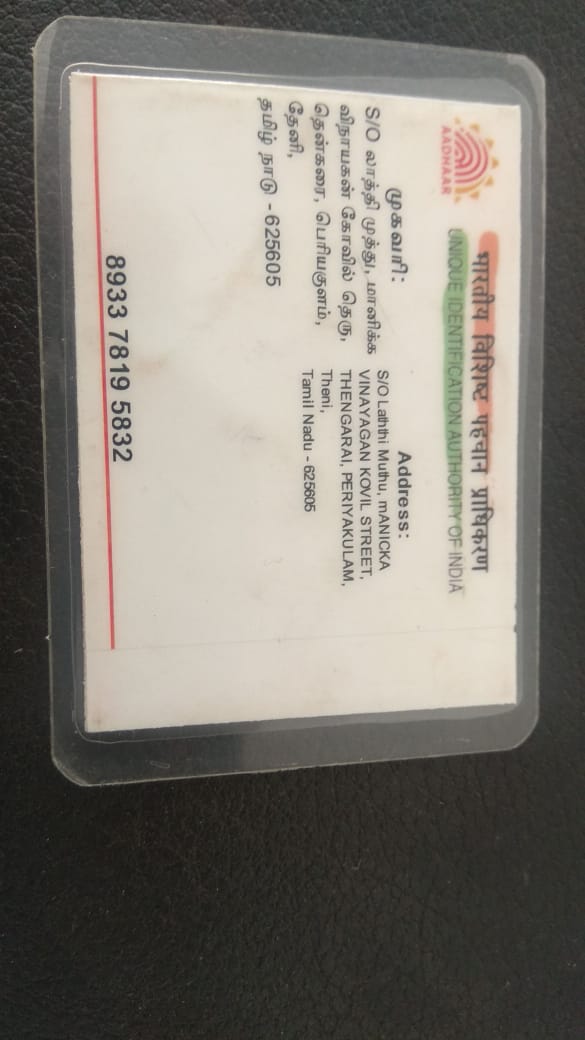 भारतीय विशिष्ट पहचान प्राधिकरण
UNIQUE IDENTIFICATION AUTHORITY OF INDIA
AADHAAR
முகவரி:
S/O லாத்தி முத்து, மானிக்க
விநாயகன் கோவில் தெரு,
தென்கரை, பெரியகுளம்,
தேனி,
தமிழ் நாடு - 625605
Address:
S/O Laththi Muthu, mANICKA
VINAYAGAN KOVIL STREET,
THENGARAI, PERIYAKULAM,
Theni,
Tamil Nadu - 625605
8933 7819 5832